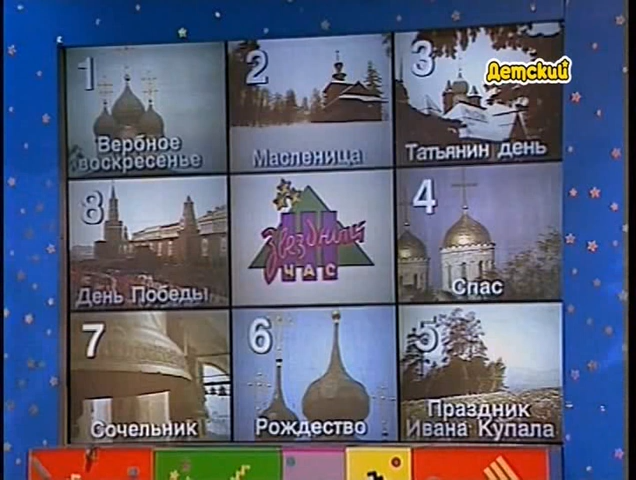 Детский
1
Вербное
воскресенье
2
Масленица
3
Татьянин день
8
День Победы
Звездный
ЧАС
4
Спас
7
Сочельник
6
Рождество
5
Праздник
Ивана Купала